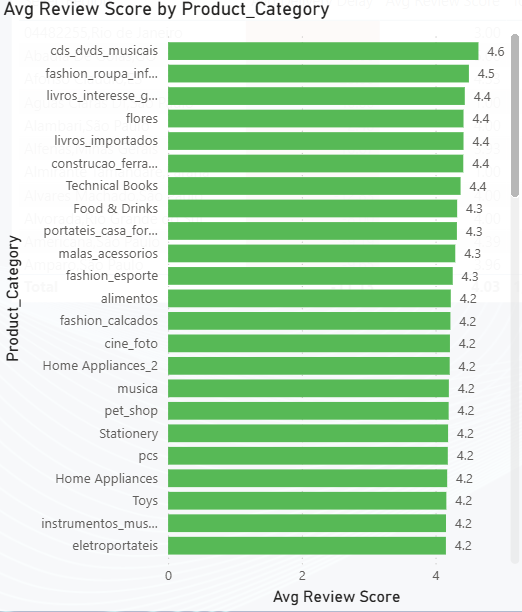 Avg Review Score by Product_Category
cds_dvds_musicais 4.6
fashion_roupa_inf... 4.5
livros_interesse_g... 4.4
flores 4.4
livros_importados 4.4
construcao_ferra... 4.4
Technical Books 4.4
Food & Drinks 4.3
portateis_casa_for... 4.3
malas_acessorios 4.3
fashion_esporte 4.3
alimentos 4.2
fashion_calcados 4.2
cine_foto 4.2
Home Appliances_2 4.2
musica 4.2
pet_shop 4.2
Stationery 4.2
pcs 4.2
Home Appliances 4.2
Toys 4.2
instrumentos_mus... 4.2
eletroportateis 4.2
Product_Category
0 2 4
Avg Review Score